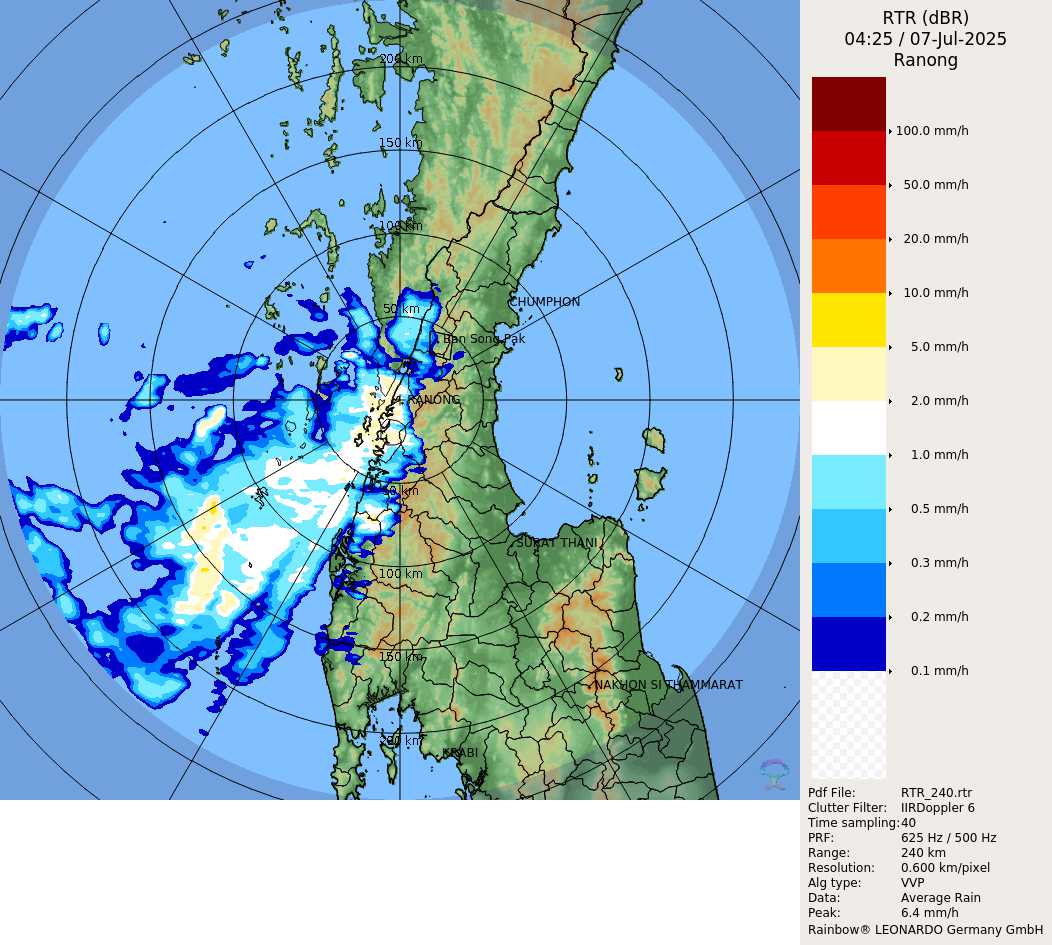 200 km
150 km
100 km
CHUMPHON
50 km
Ban Song Pak
RANONG
50 km
SURAT THANI
100 km
150 km
NAKHON SI THAMMARAT
200 km
KRABI
RTR (dBR)
04:25 / 07-Jul-2025
Ranong
100.0 mm/h
50.0 mm/h
20.0 mm/h
10.0 mm/h
5.0 mm/h
2.0 mm/h
1.0 mm/h
0.5 mm/h
0.3 mm/h
0.2 mm/h
0.1 mm/h
Pdf File: RTR_240.rtr
Clutter Filter: IIRDoppler 6
Time sampling:40
PRF: 625 Hz / 500 Hz
Range: 240 km
Resolution: 0.600 km/pixel
Alg type: VVP
Data: Average Rain
Peak: 6.4 mm/h
Rainbow® LEONARDO Germany GmbH